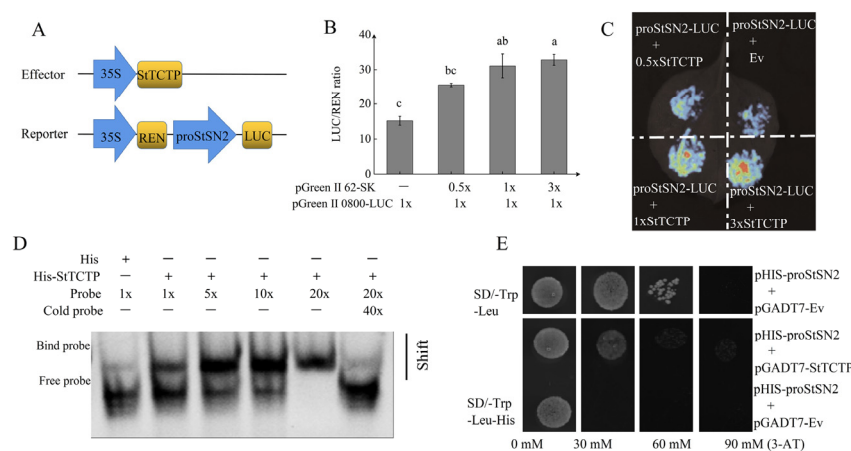 A
Effector
35S
StTCTP
Reporter
35S
REN
proStSN2
LUC
B
LUC/REN ratio
40
30
20
10
0
c
bc
ab
a
pGreen II 62-SK — 0.5x 1x 3x
pGreen II 0800-LUC 1x 1x 1x 1x
C
proStSN2-LUC
+
0.5xStTCTP
proStSN2-LUC
+
Ev
proStSN2-LUC
+
1xStTCTP
proStSN2-LUC
+
3xStTCTP
D
His + — — — — —
His-StTCTP — + + + + +
Probe 1x 1x 5x 10x 20x 20x
Cold probe — — — — — 40x
Bind probe
Free probe
Shift
E
SD/-Trp
-Leu
SD/-Trp
-Leu-His
pHIS-proStSN2
+
pGADT7-Ev
pHIS-proStSN2
+
pGADT7-StTCTP
pHIS-proStSN2
+
pGADT7-Ev
0 mM 30 mM 60 mM 90 mM (3-AT)